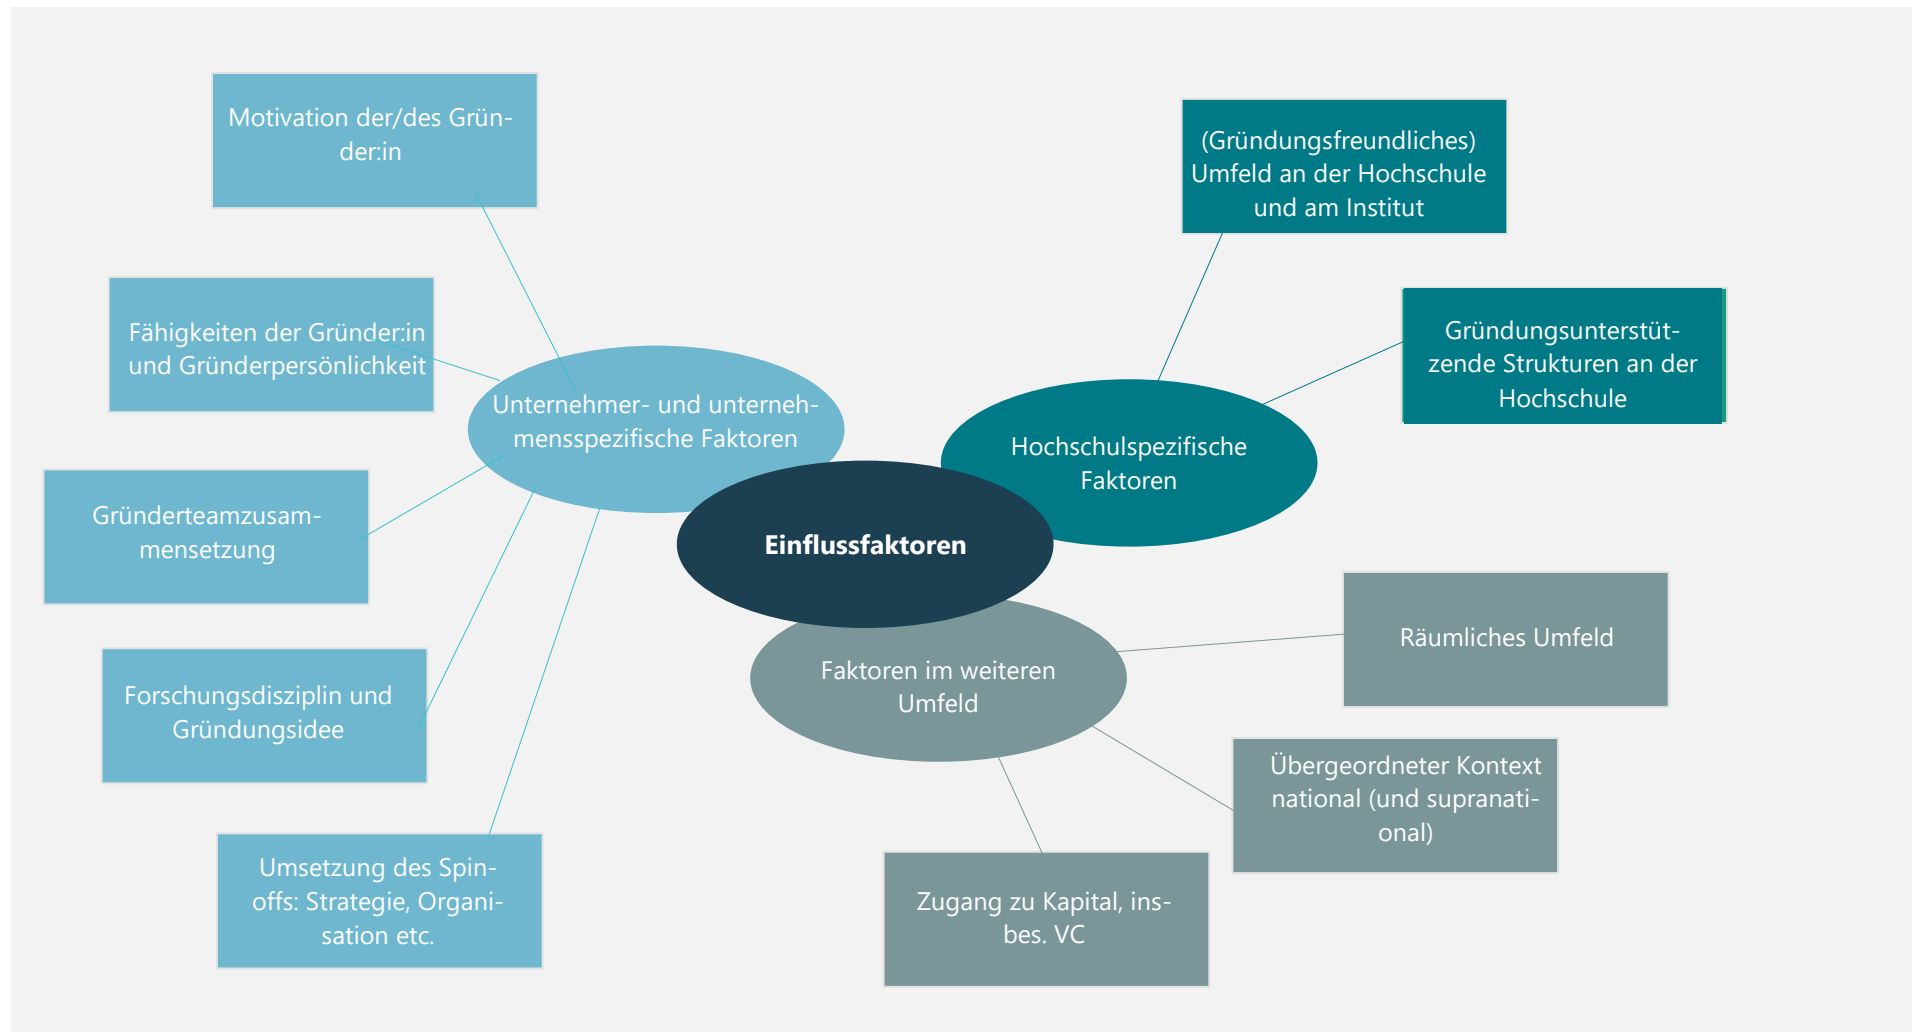 Motivation der/des Grün-
der:in
Fähigkeiten der Gründer:in
und Gründerpersönlichkeit
Gründerteamzusam-
mensetzung
Forschungsdisziplin und
Gründungsidee
Umsetzung des Spin-
offs: Strategie, Organi-
sation etc.
Unternehmer- und unterneh-
mensspezifische Faktoren
Einflussfaktoren
Hochschulspezifische
Faktoren
(Gründungsfreundliches)
Umfeld an der Hochschule
und am Institut
Gründungsunterstüt-
zende Strukturen an der
Hochschule
Faktoren im weiteren
Umfeld
Räumliches Umfeld
Übergeordneter Kontext
national (und supranati-
onal)
Zugang zu Kapital, ins-
bes. VC